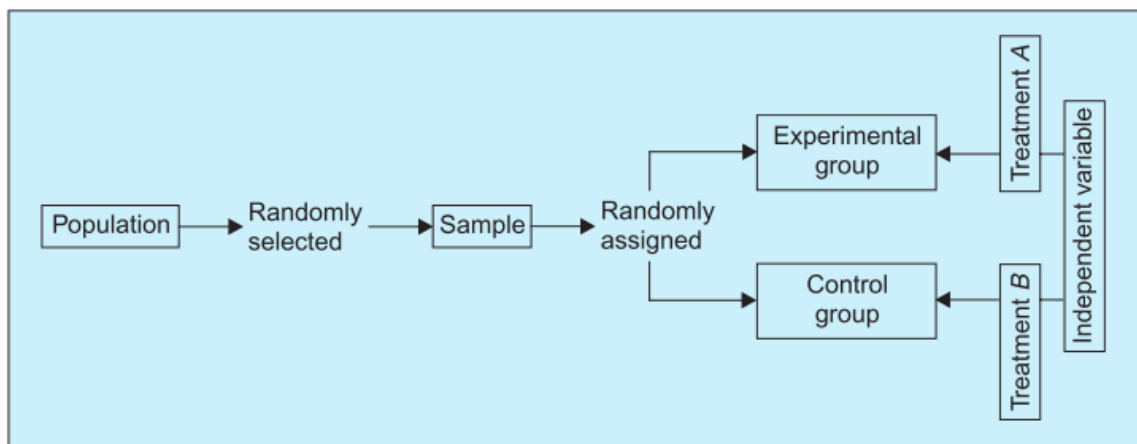 Population
Randomly
selected
Sample
Randomly
assigned
Experimental
group
Control
group
Treatment A
Treatment B
Independent variable